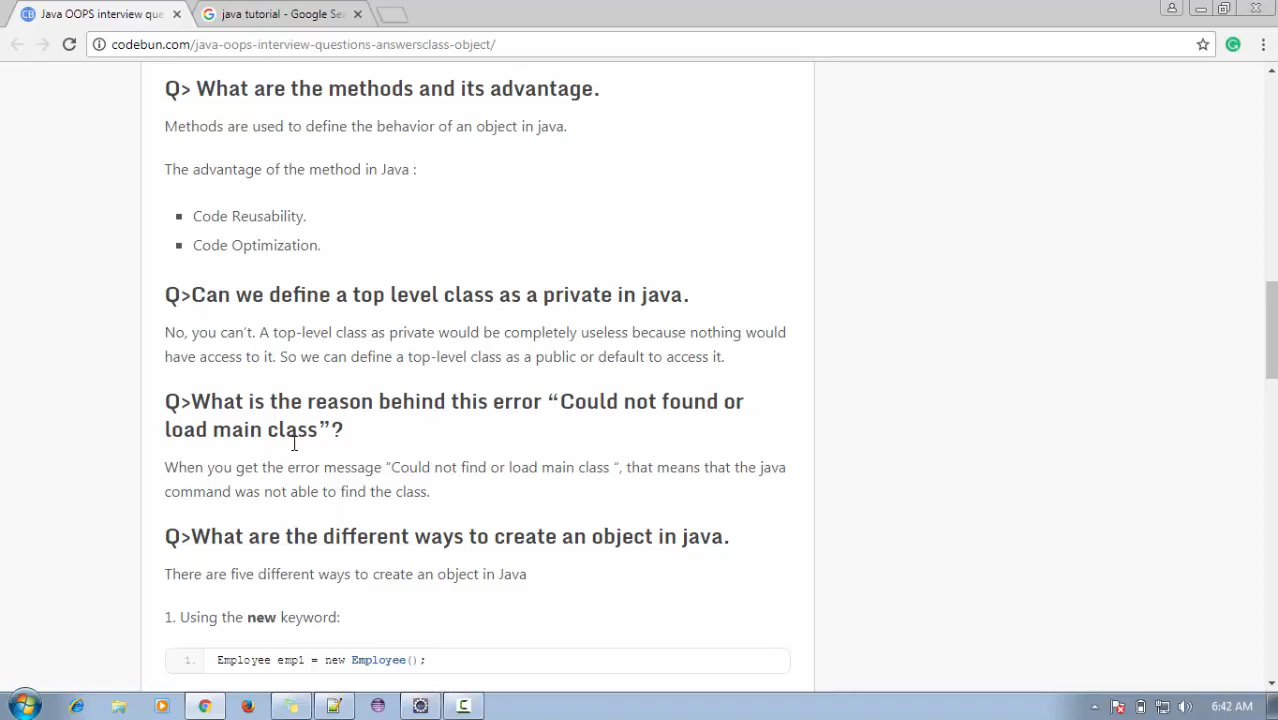 Java OOPS interview que
java tutorial - Google Se
codebun.com/java-oops-interview-questions-answersclass-object/
Q> What are the methods and its advantage.
Methods are used to define the behavior of an object in java.
The advantage of the method in Java :
Code Reusability.
Code Optimization.
Q>Can we define a top level class as a private in java.
No, you can't. A top-level class as private would be completely useless because nothing would
have access to it. So we can define a top-level class as a public or default to access it.
Q>What is the reason behind this error “Could not found or
load main class”?
When you get the error message “Could not find or load main class “, that means that the java
command was not able to find the class.
Q>What are the different ways to create an object in java.
There are five different ways to create an object in Java
1. Using the new keyword:
1. Employee emp1 = new Employee();
6:42 AM